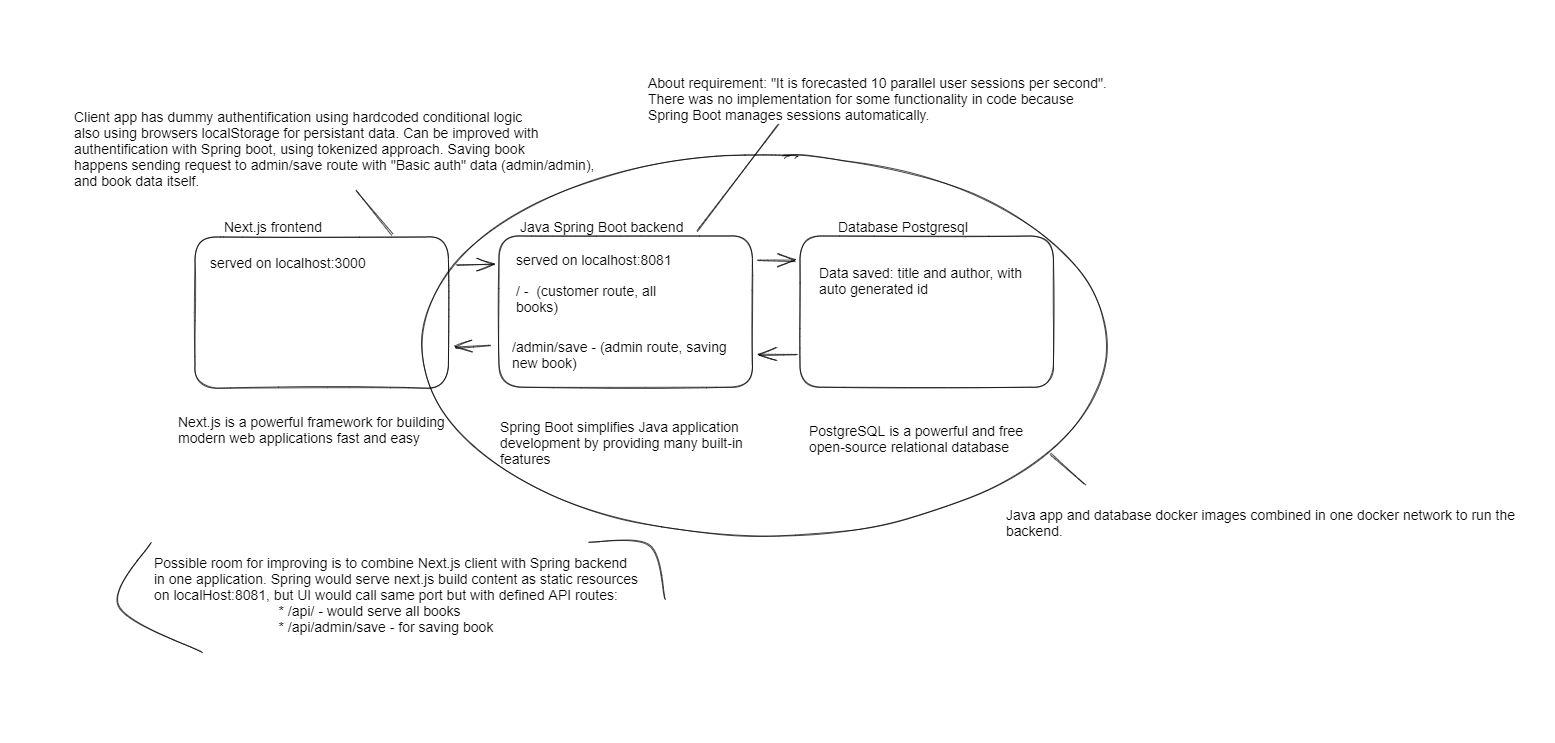 About requirement: "It is forecasted 10 parallel user sessions per second".
There was no implementation for some functionality in code because
Spring Boot manages sessions automatically.
Client app has dummy authentification using hardcoded conditional logic
also using browsers localStorage for persistant data. Can be improved with
authentification with Spring boot, using tokenized approach. Saving book
happens sending request to admin/save route with "Basic auth" data (admin/admin),
and book data itself.
Next.js frontend
served on localhost:3000
Next.js is a powerful framework for building
modern web applications fast and easy
Java Spring Boot backend
served on localhost:8081
/ - (customer route, all
books)
/admin/save - (admin route, saving
new book)
Spring Boot simplifies Java application
development by providing many built-in
features
Database Postgresql
Data saved: title and author, with
auto generated id
PostgreSQL is a powerful and free
open-source relational database
Java app and database docker images combined in one docker network to run the
backend.
Possible room for improving is to combine Next.js client with Spring backend
in one application. Spring would serve next.js build content as static resources
on localHost:8081, but UI would call same port but with defined API routes:
* /api/ - would serve all books
* /api/admin/save - for saving book